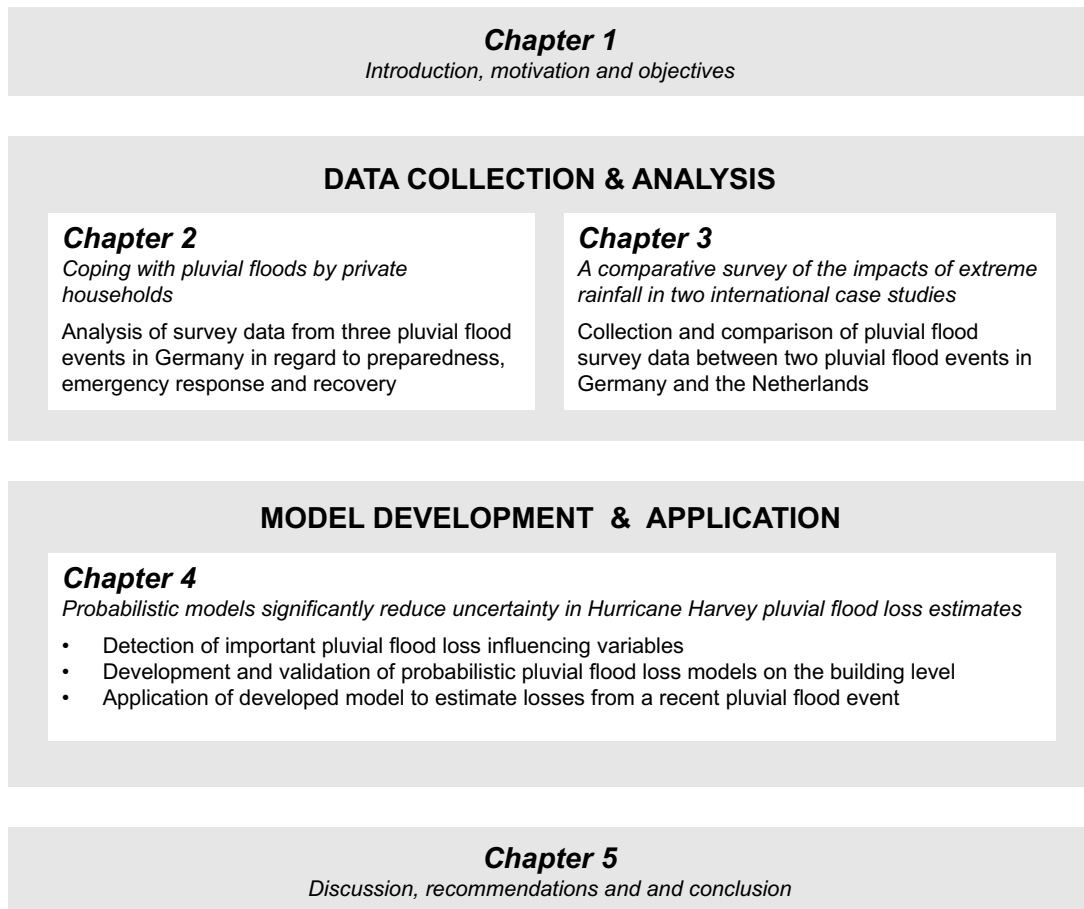 Chapter 1
Introduction, motivation and objectives
DATA COLLECTION & ANALYSIS
Chapter 2
Coping with pluvial floods by private
households
Analysis of survey data from three pluvial flood
events in Germany in regard to preparedness,
emergency response and recovery
Chapter 3
A comparative survey of the impacts of extreme
rainfall in two international case studies
Collection and comparison of pluvial flood
survey data between two pluvial flood events in
Germany and the Netherlands
MODEL DEVELOPMENT & APPLICATION
Chapter 4
Probabilistic models significantly reduce uncertainty in Hurricane Harvey pluvial flood loss estimates
• Detection of important pluvial flood loss influencing variables
• Development and validation of probabilistic pluvial flood loss models on the building level
• Application of developed model to estimate losses from a recent pluvial flood event
Chapter 5
Discussion, recommendations and and conclusion